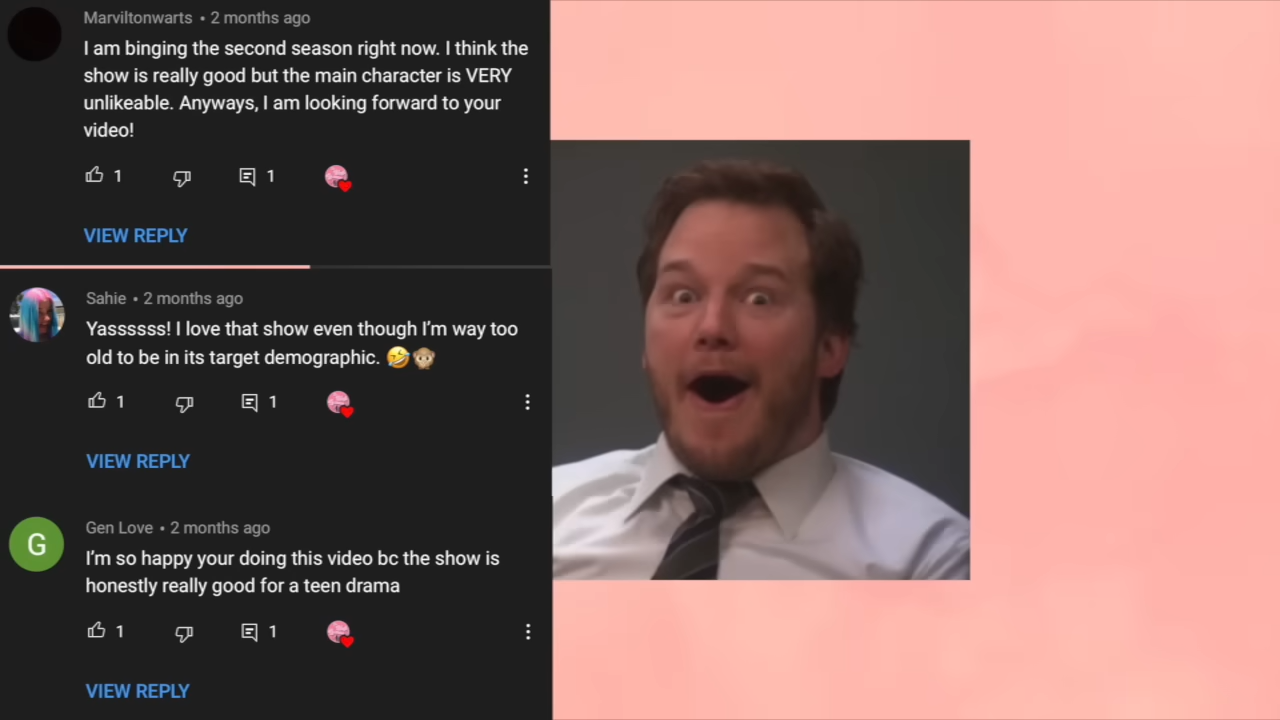 Marviltonwarts • 2 months ago
I am binging the second season right now. I think the
show is really good but the main character is VERY
unlikeable. Anyways, I am looking forward to your
video!
1
1
VIEW REPLY
Sahie • 2 months ago
Yassssss! I love that show even though I'm way too
old to be in its target demographic. 🤣🙊
1
1
VIEW REPLY
G
Gen Love • 2 months ago
I'm so happy your doing this video bc the show is
honestly really good for a teen drama
1
1
VIEW REPLY